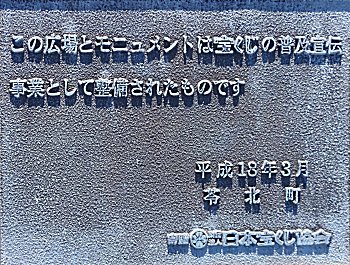 この広場とモニュメントは宝くじの普及宣伝
事業として整備されたものです
平成18年3月
苓北町
日本宝くじ協会